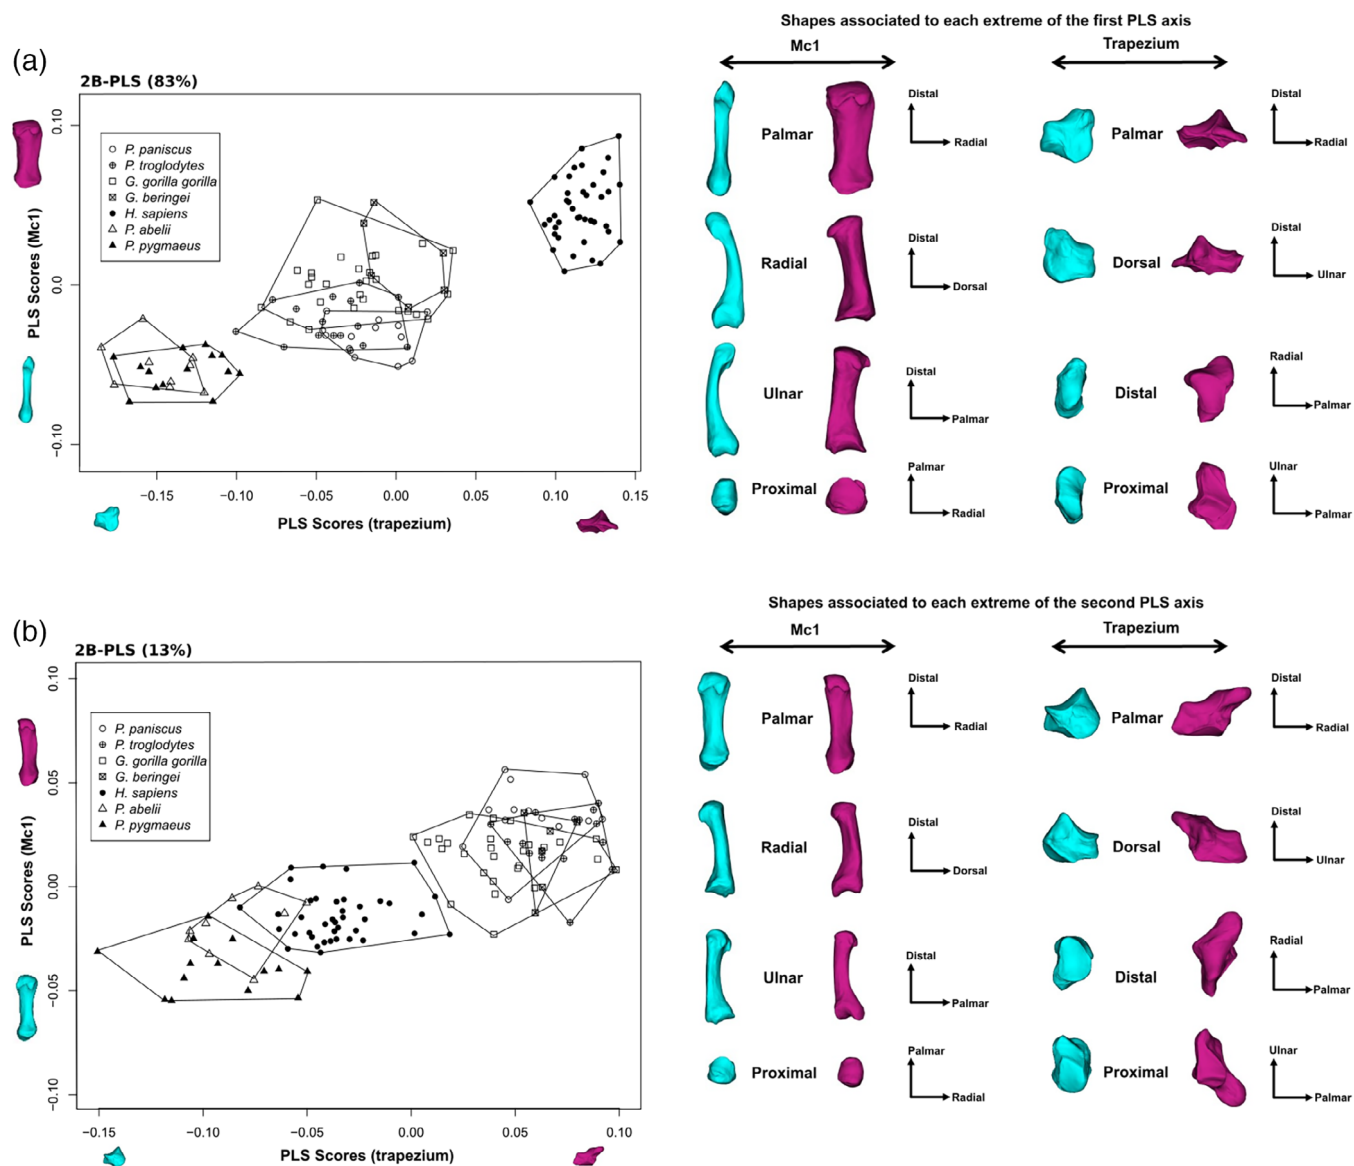 (a)
2B-PLS (83%)
P. paniscus
P. troglodytes
G. gorilla gorilla
G. beringei
H. sapiens
P. abelii
P. pygmaeus
PLS Scores (Mc1)
0.10
0.00
−0.10
−0.15
−0.10
−0.05
0.00
0.05
0.10
0.15
PLS Scores (trapezium)
Shapes associated to each extreme of the first PLS axis
Mc1
Trapezium
Palmar
Distal
Radial
Palmar
Distal
Radial
Radial
Distal
Dorsal
Dorsal
Distal
Ulnar
Ulnar
Distal
Palmar
Distal
Radial
Palmar
Proximal
Palmar
Radial
Proximal
Ulnar
Palmar
(b)
2B-PLS (13%)
P. paniscus
P. troglodytes
G. gorilla gorilla
G. beringei
H. sapiens
P. abelii
P. pygmaeus
PLS Scores (Mc1)
0.10
0.05
0.00
−0.05
−0.10
−0.15
−0.10
−0.05
0.00
0.05
0.10
PLS Scores (trapezium)
Shapes associated to each extreme of the second PLS axis
Mc1
Trapezium
Palmar
Distal
Radial
Palmar
Distal
Radial
Radial
Distal
Dorsal
Dorsal
Distal
Ulnar
Ulnar
Distal
Palmar
Distal
Radial
Palmar
Proximal
Palmar
Radial
Proximal
Ulnar
Palmar